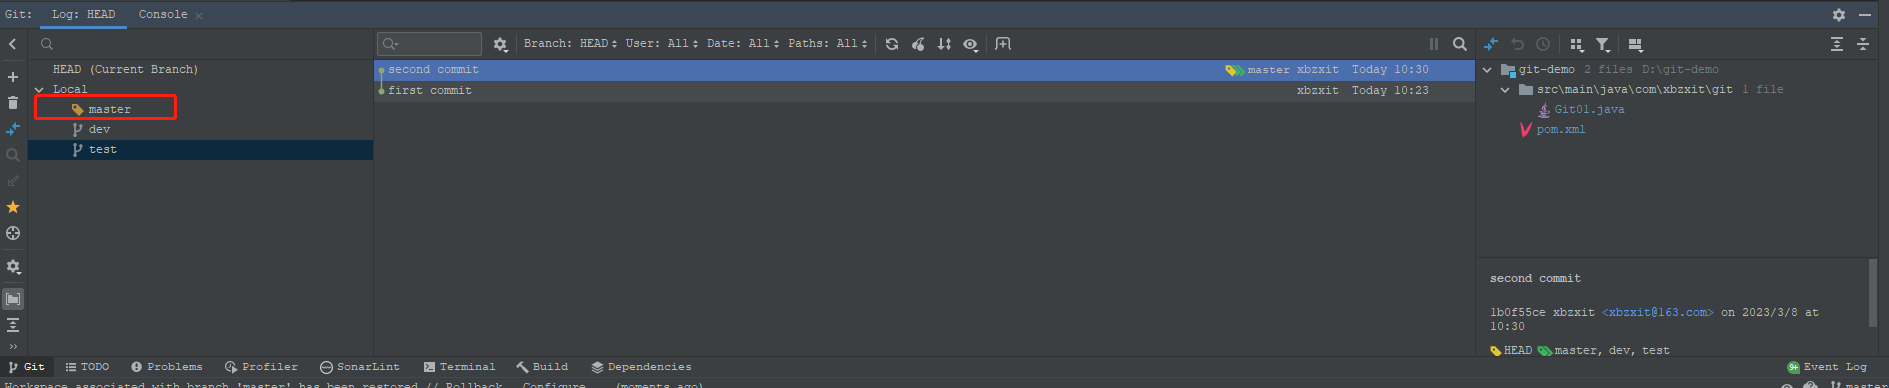 Git: Log: HEAD Console
Branch: HEAD User: All Date: All Paths: All
HEAD (Current Branch)
Local
master
dev
test
second commit master xbzxit Today 10:30
first commit xbzxit Today 10:23
git-demo 2 files D:\git-demo
src\main\java\com\xbzxit\git 1 file
Git01.java
pom.xml
second commit
1b0f55ce xbzxit <xbzxit@163.com> on 2023/3/8 at
10:30
HEAD master, dev, test
Git TODO Problems Profiler SonarLint Terminal Build Dependencies 9+ Event Log
Workspace associated with branch 'master' has been restored // Rollback Configure... (moments ago) master